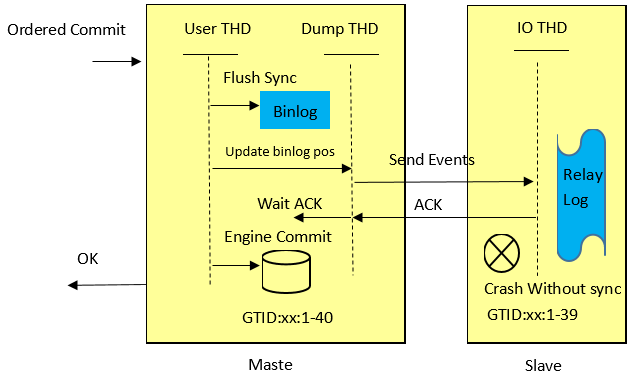 Ordered Commit
User THD
Dump THD
IO THD
Flush Sync
Binlog
Update binlog pos
Send Events
Relay
Log
Wait ACK
ACK
Engine Commit
OK
Crash Without sync
GTID:xx:1-40
GTID:xx:1-39
Maste
Slave